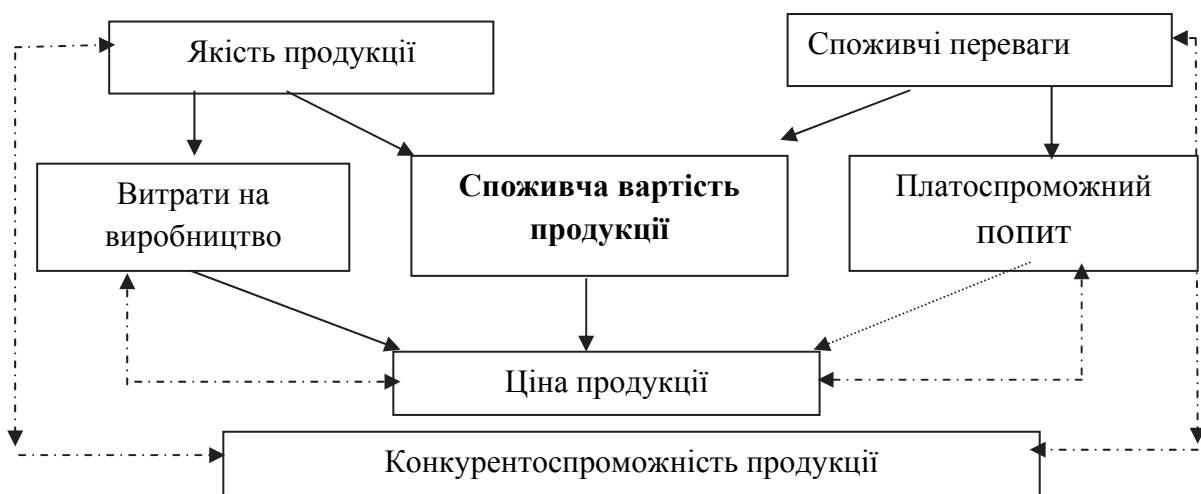 Якість продукції
Споживчі переваги
Витрати на
виробництво
Споживча вартість
продукції
Платоспроможний
попит
Ціна продукції
Конкурентоспроможність продукції